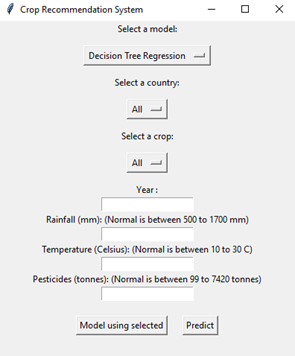 Crop Recommendation System
Select a model:
Decision Tree Regression
Select a country:
All
Select a crop:
All
Year :
Rainfall (mm): (Normal is between 500 to 1700 mm)
Temperature (Celsius): (Normal is between 10 to 30 C)
Pesticides (tonnes): (Normal is between 99 to 7420 tonnes)
Model using selected Predict